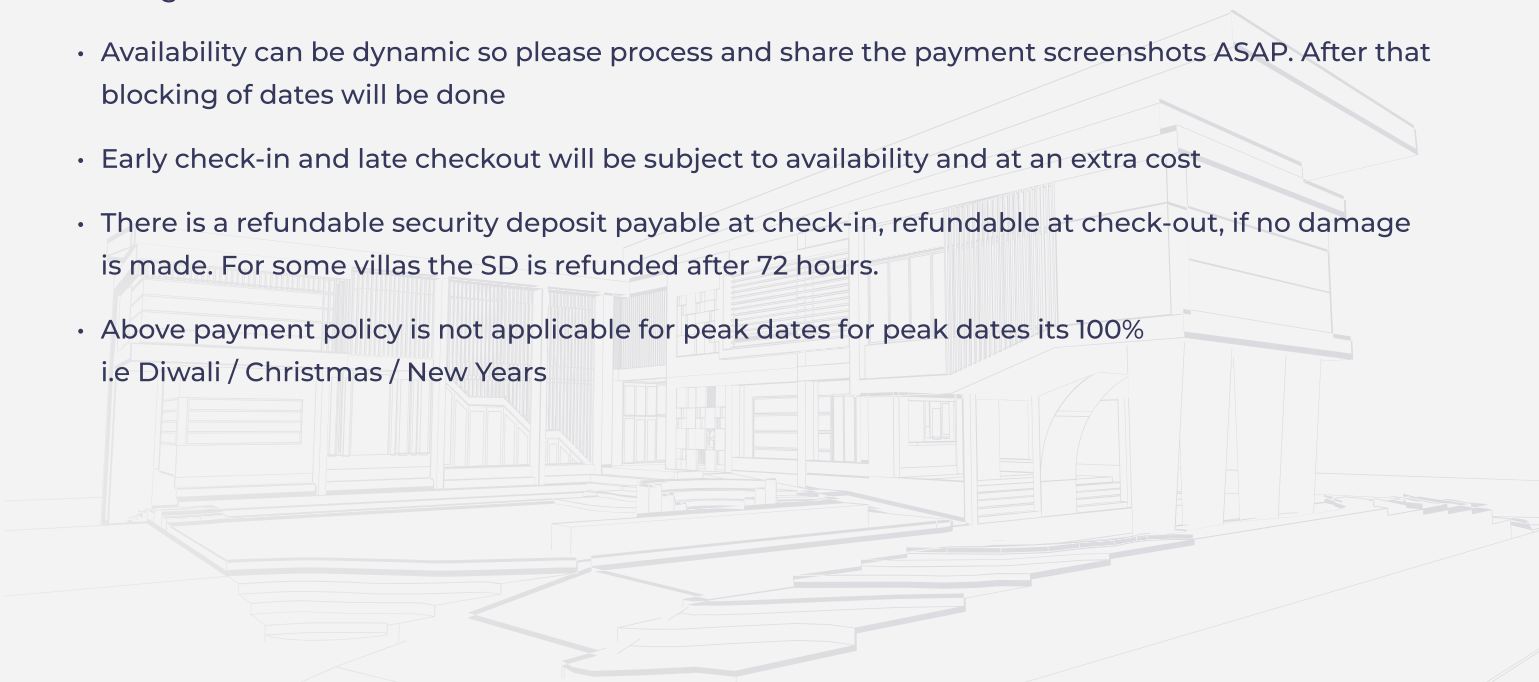 • Availability can be dynamic so please process and share the payment screenshots ASAP. After that
blocking of dates will be done
• Early check-in and late checkout will be subject to availability and at an extra cost
• There is a refundable security deposit payable at check-in, refundable at check-out, if no damage
is made. For some villas the SD is refunded after 72 hours.
• Above payment policy is not applicable for peak dates for peak dates its 100%
i.e Diwali / Christmas / New Years